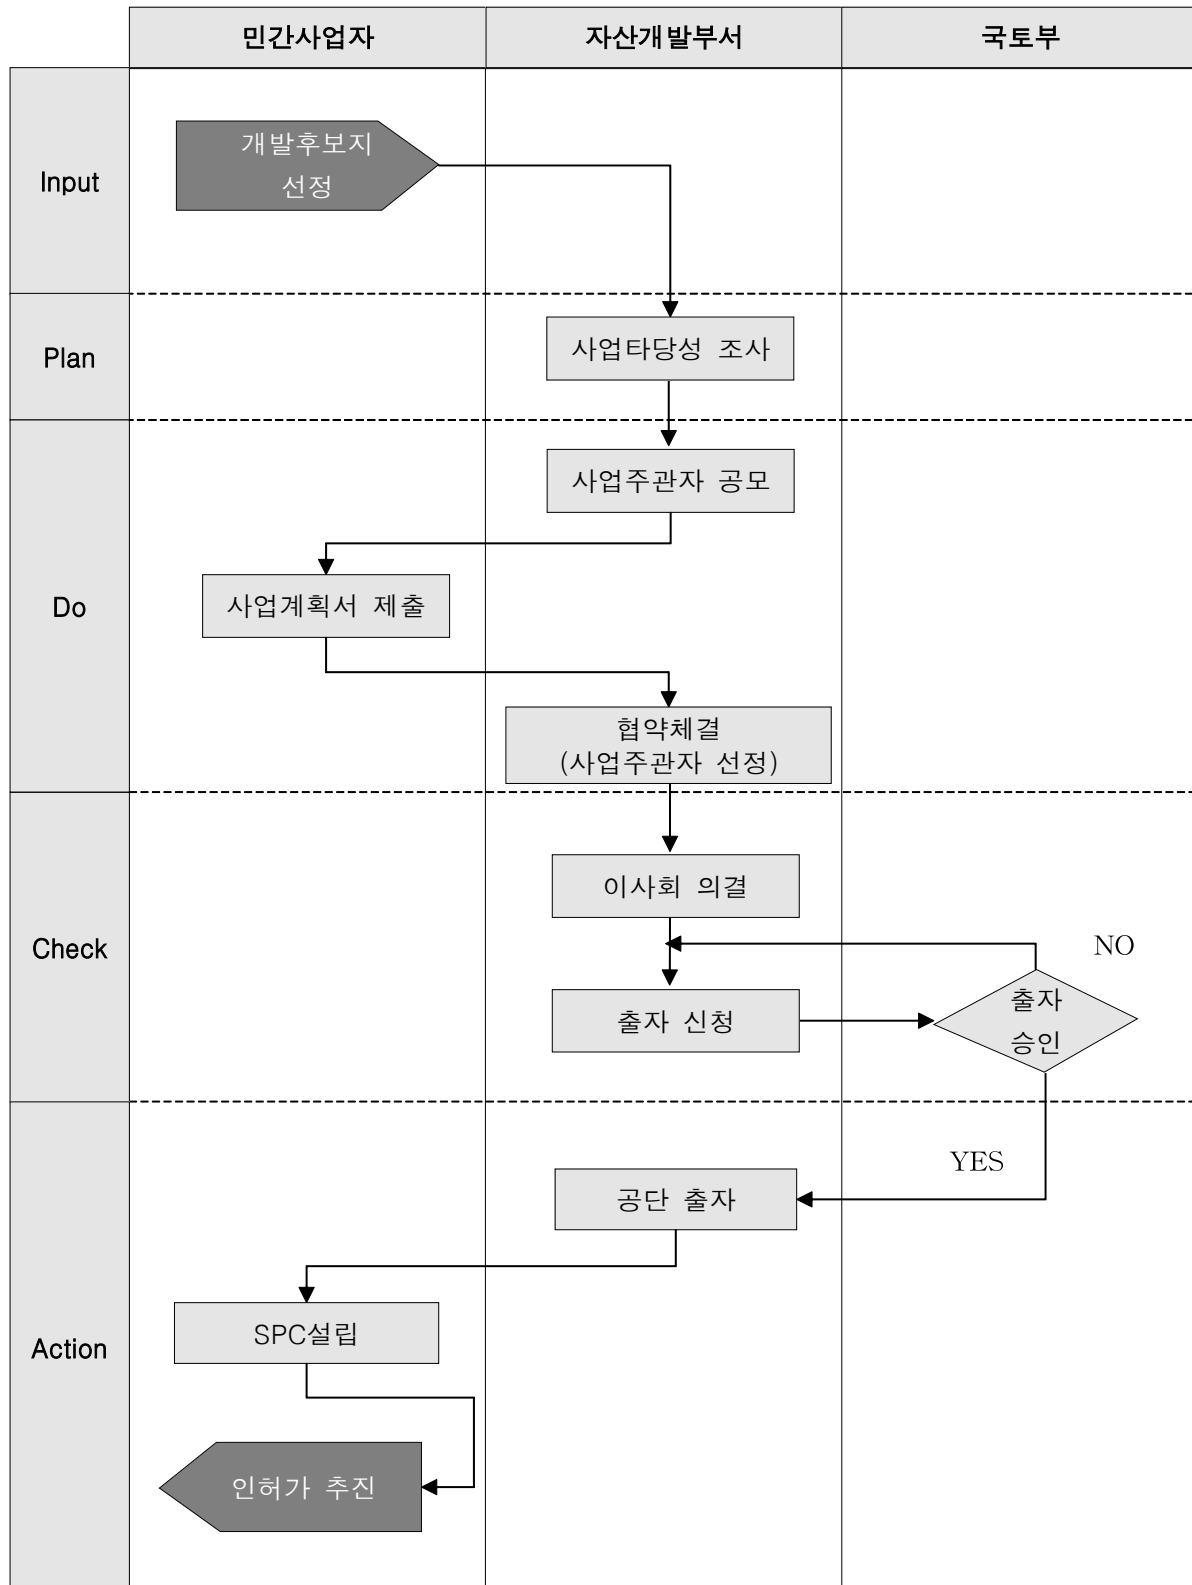 민간사업자
자산개발부서
국토부
Input
개발후보지
선정
Plan
사업타당성 조사
Do
사업주관자 공모
사업계획서 제출
협약체결
(사업주관자 선정)
Check
이사회 의결
NO
출자 신청
출자
승인
Action
YES
공단 출자
SPC설립
인허가 추진